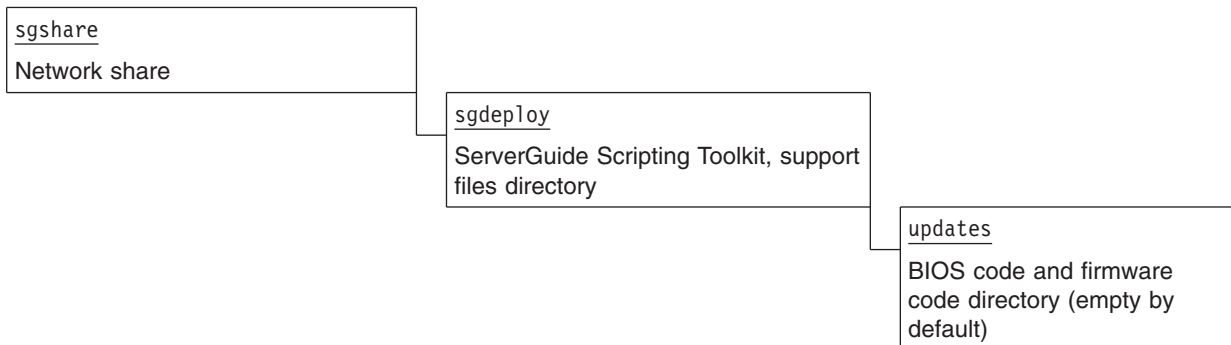 sgshare
Network share
sgdeploy
ServerGuide Scripting Toolkit, support
files directory
updates
BIOS code and firmware
code directory (empty by
default)